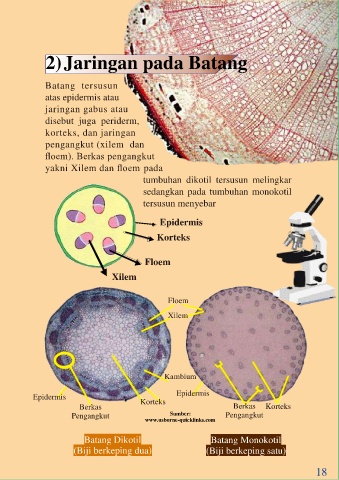 2) Jaringan pada Batang
Batang tersusun
atas epidermis atau
jaringan gabus atau
disebut juga periderm,
korteks, dan jaringan
pengangkut (xilem dan
floem). Berkas pengangkut
yakni Xilem dan floem pada
tumbuhan dikotil tersusun melingkar
sedangkan pada tumbuhan monokotil
tersusun menyebar
Epidermis
Korteks
Floem
Xilem
Floem
Xilem
Kambium
Epidermis
Berkas
Pengangkut
Korteks
Epidermis
Berkas
Pengangkut
Korteks
Sumber:
www.usborne-quicklinks.com
Batang Dikotil
(Biji berkeping dua)
Batang Monokotil
(Biji berkeping satu)
18